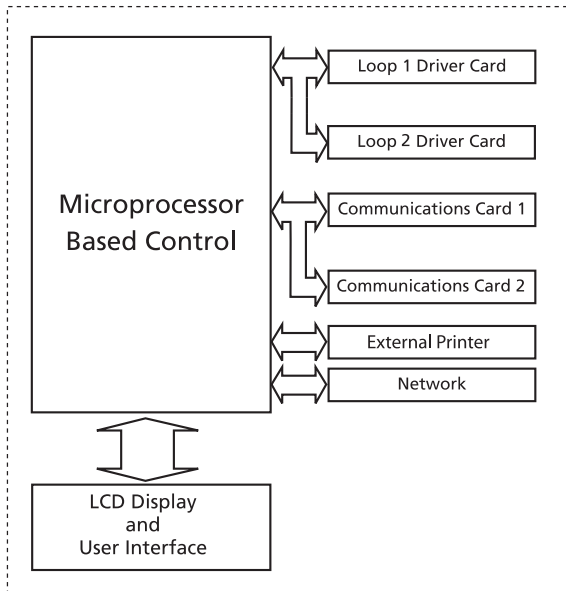 Loop 1 Driver Card
Loop 2 Driver Card
Microprocessor
Based Control
Communications Card 1
Communications Card 2
External Printer
Network
LCD Display
and
User Interface